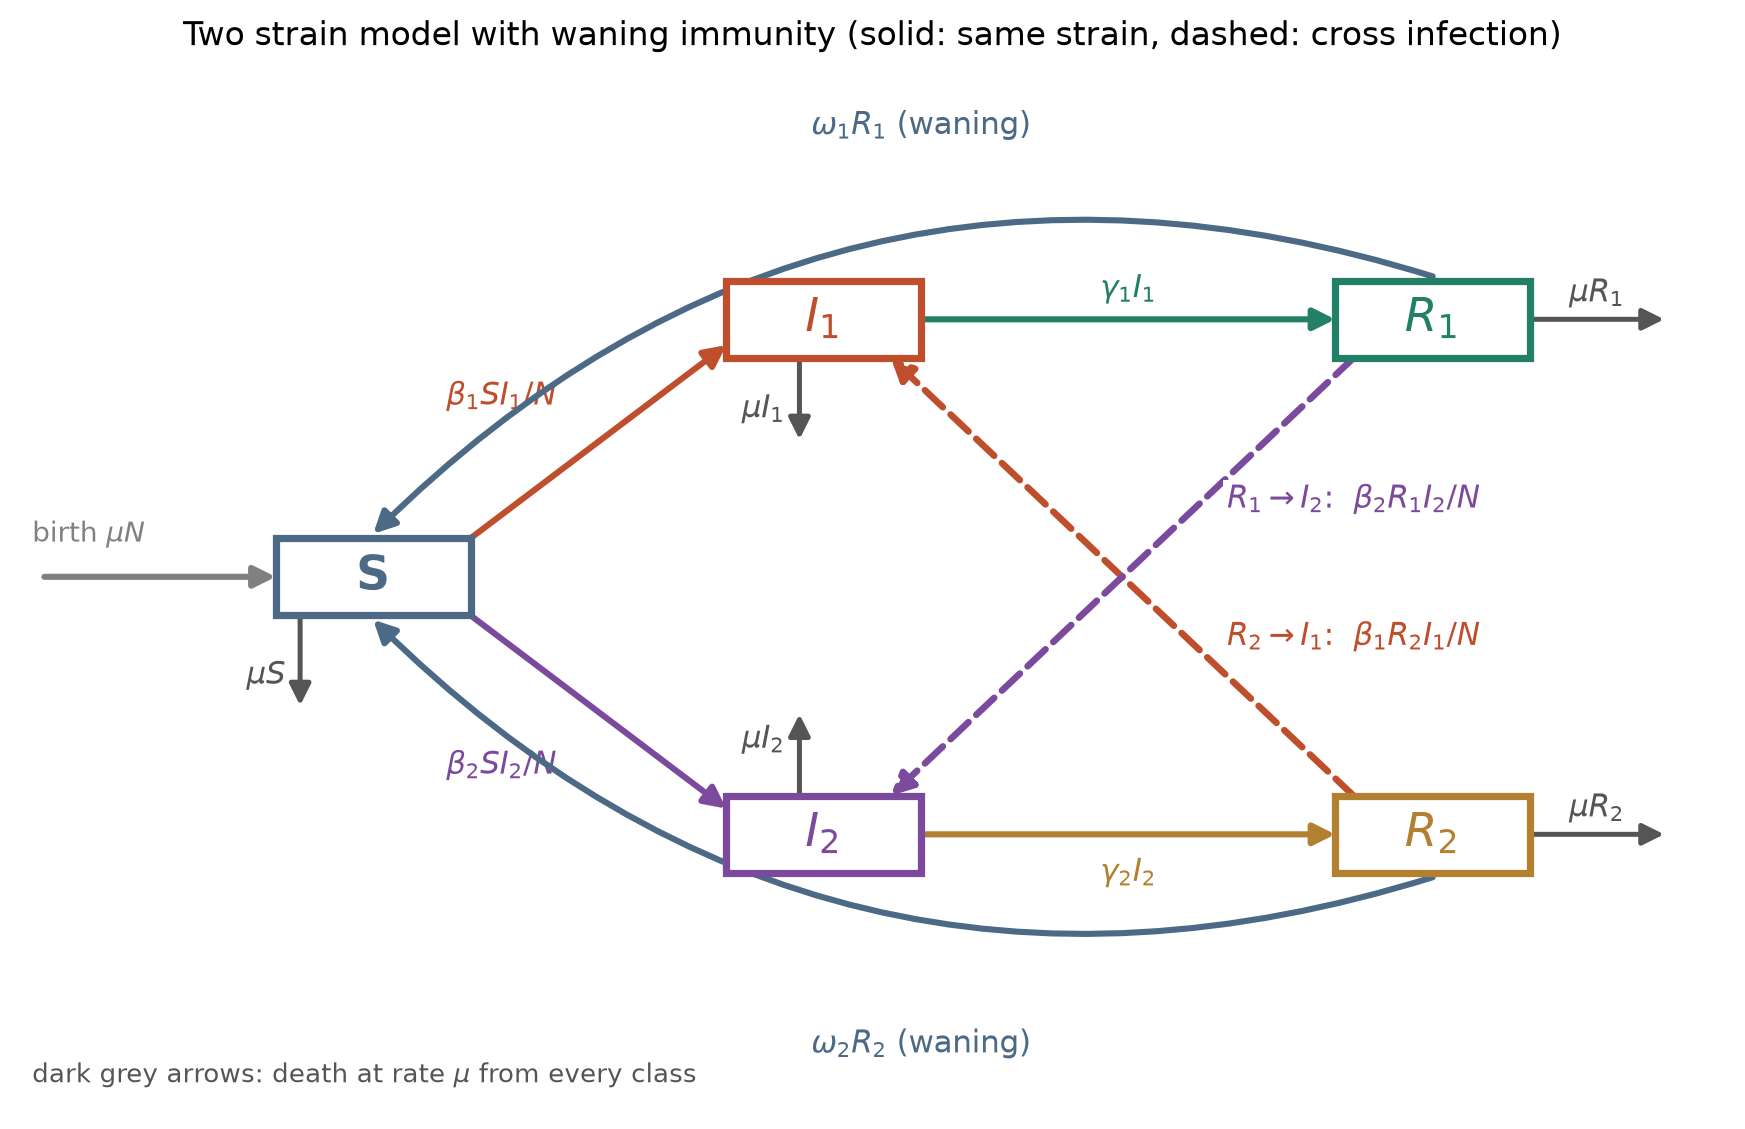 Two strain model with waning immunity (solid: same strain, dashed: cross infection)
ω₁R₁ (waning)
γ₁I₁
μR₁
I₁
R₁
β₁SI₁/N
μI₁
R₁→I₂: β₂R₁I₂/N
birth μN
S
R₂→I₁: β₁R₂I₁/N
μS
μI₂
β₂SI₂/N
μR₂
I₂
R₂
γ₂I₂
ω₂R₂ (waning)
dark grey arrows: death at rate μ from every class